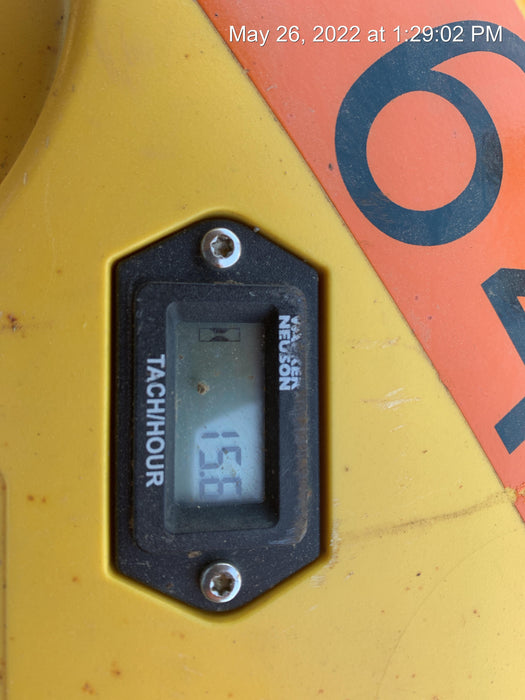 May 26, 2022 at 1:29:02 PM
WACKER
NEUSON
15.8
TACH/HOUR